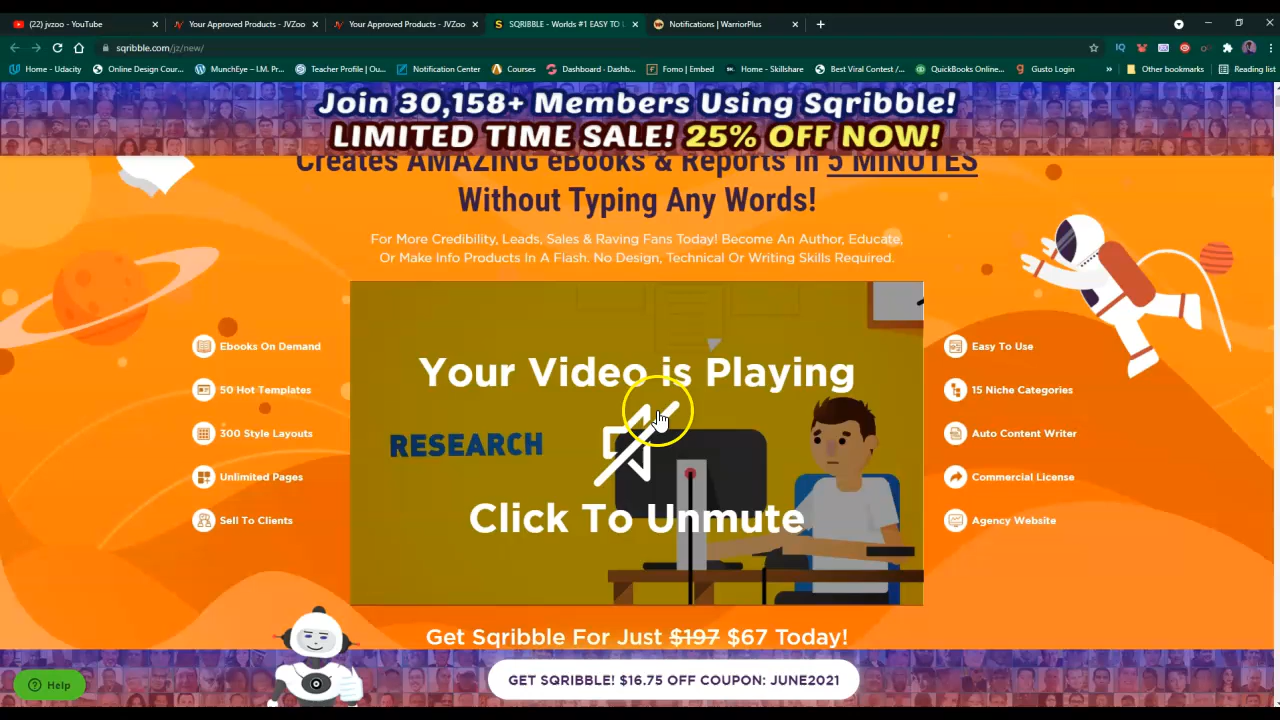 (22) jvzoo - YouTube
Your Approved Products - JVZoo
Your Approved Products - JVZoo
SQRIBBLE - Worlds #1 EASY TO U
Notifications | WarriorPlus
sqribble.com/jz/new/
IQ
Home - Udacity
Online Design Cour...
WordPress
MunchEye – I.M. Pr...
Teacher Profile | Ou...
Notification Center
Courses
Dashboard - Dashb...
Fomo | Embed
SK.
Home - Skillshare
Best Viral Contest /...
QuickBooks Online...
Gusto Login
»
Other bookmarks
Reading list
Join 30,158+ Members Using Sqribble!
LIMITED TIME SALE! 25% OFF NOW!
Creates AMAZING eBooks & Reports In 5 MINUTES
Without Typing Any Words!
For More Credibility, Leads, Sales & Raving Fans Today! Become An Author, Educate,
Or Make Info Products In A Flash. No Design, Technical Or Writing Skills Required.
Ebooks On Demand
50 Hot Templates
300 Style Layouts
Unlimited Pages
Sell To Clients
Your Video is Playing
RESEARCH
Click To Unmute
Easy To Use
15 Niche Categories
Auto Content Writer
Commercial License
Agency Website
Get Sqribble For Just $197 $67 Today!
GET SQRIBBLE! $16.75 OFF COUPON: JUNE2021
Help